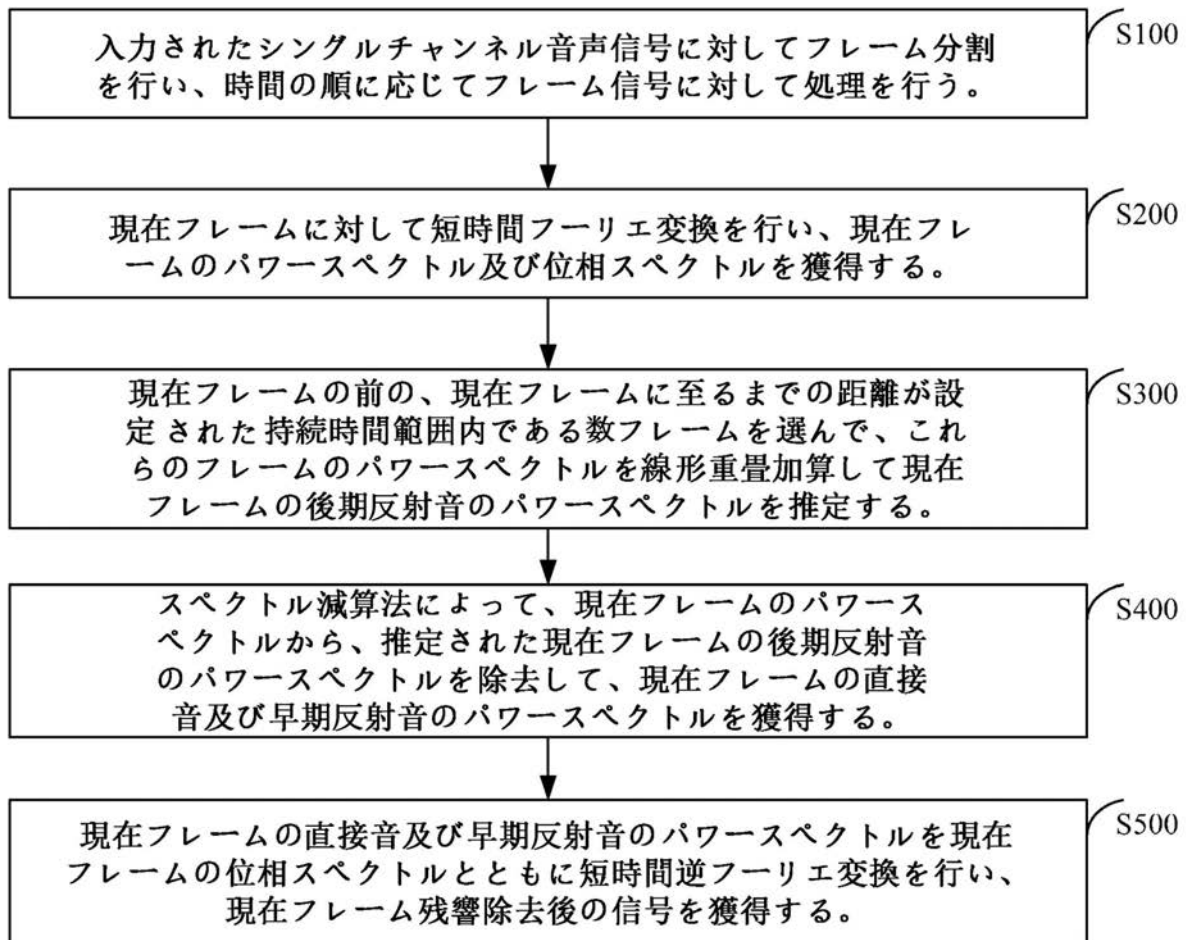 入力されたシングルチャンネル音声信号に対してフレーム分割
を行い、時間の順に応じてフレーム信号に対して処理を行う。
S100
現在フレームに対して短時間フーリエ変換を行い、現在フレ
ームのパワースペクトル及び位相スペクトルを獲得する。
S200
現在フレームの前の、現在フレームに至るまでの距離が設
定された持続時間範囲内である数フレームを選んで、これ
らのフレームのパワースペクトルを線形重畳加算して現在
フレームの後期反射音のパワースペクトルを推定する。
S300
スペクトル減算法によって、現在フレームのパワース
ペクトルから、推定された現在フレームの後期反射音
のパワースペクトルを除去して、現在フレームの直接
音及び早期反射音のパワースペクトルを獲得する。
S400
現在フレームの直接音及び早期反射音のパワースペクトルを現在
フレームの位相スペクトルとともに短時間逆フーリエ変換を行い、
現在フレーム残響除去後の信号を獲得する。
S500